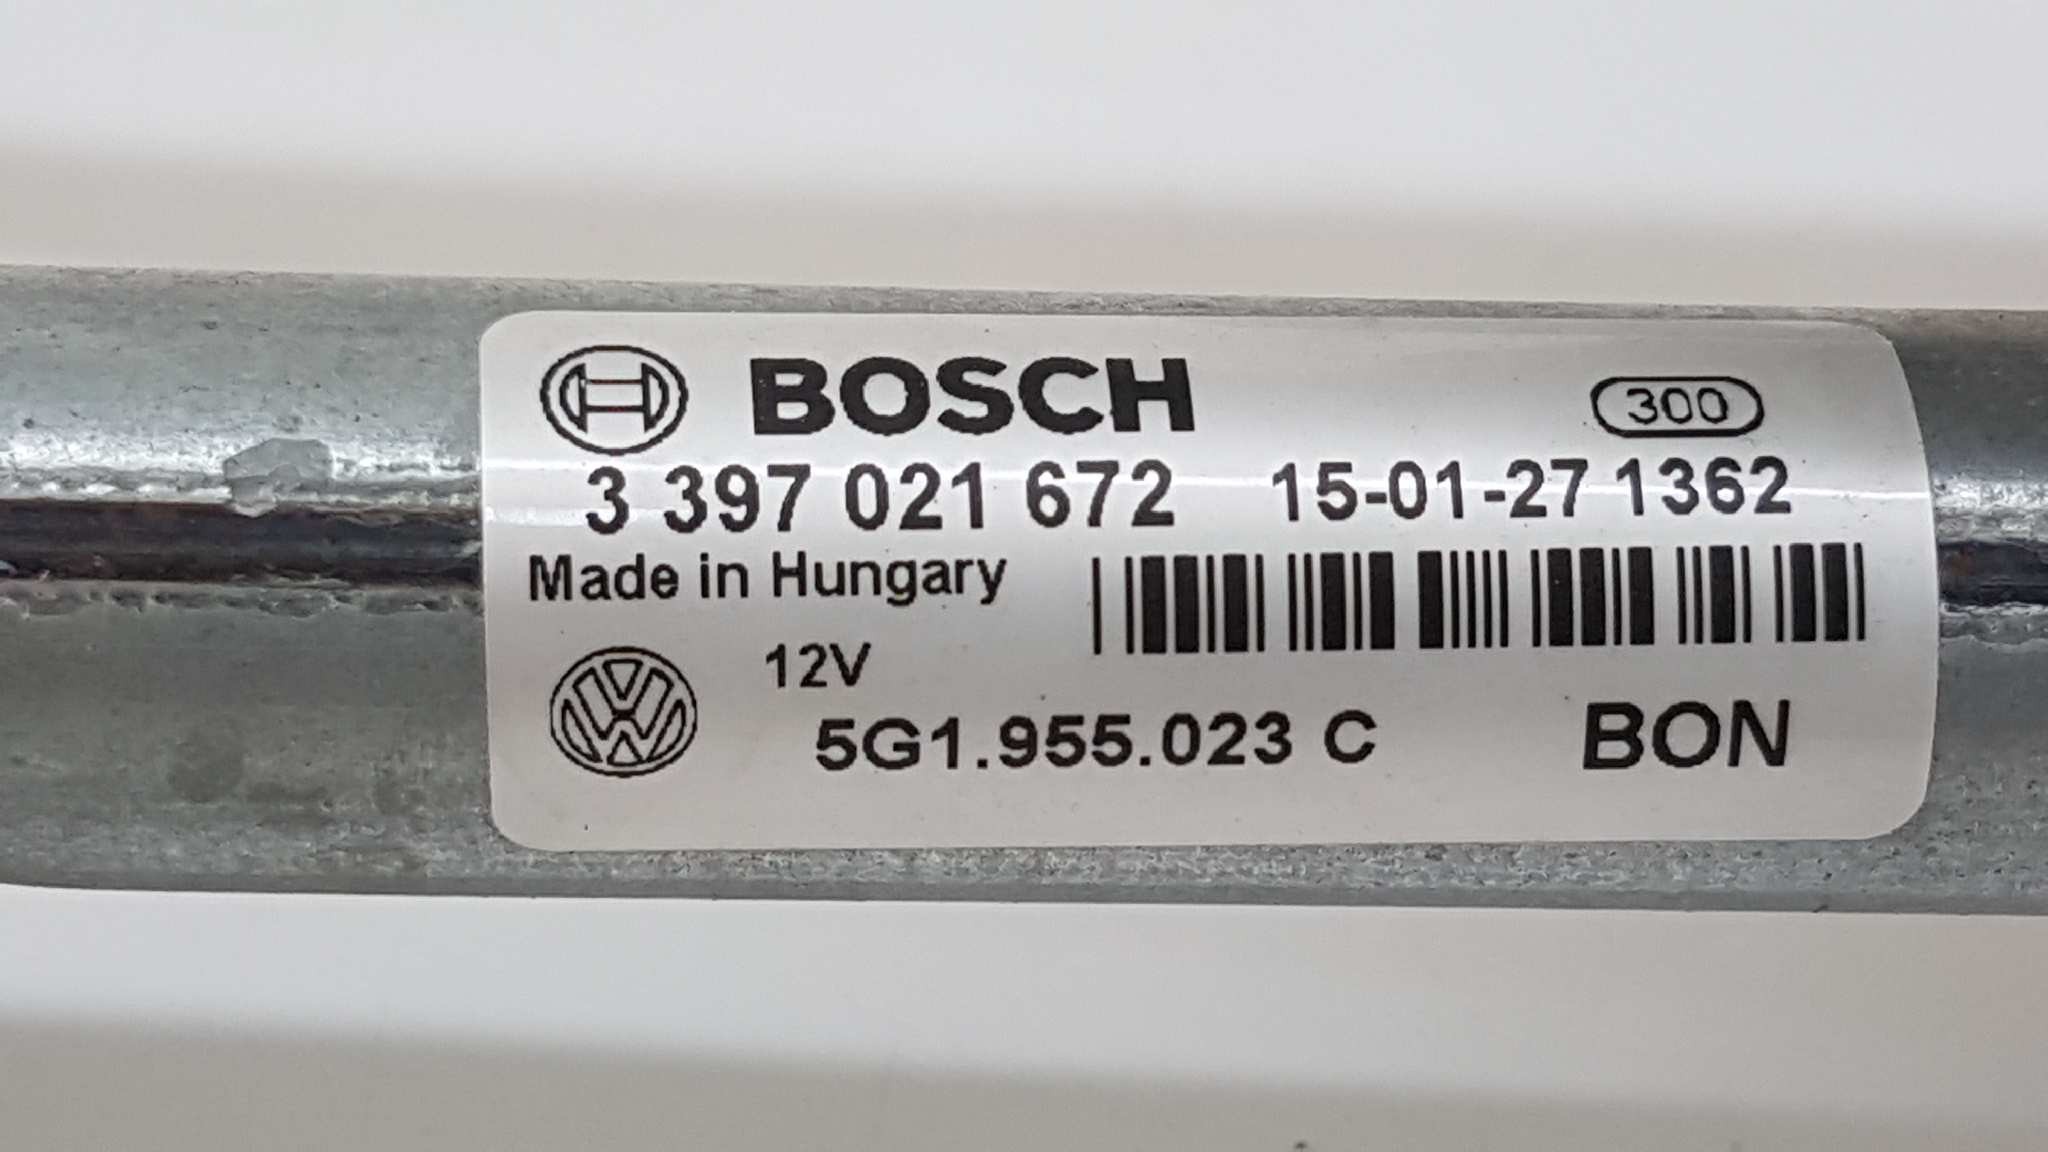 BOSCH
300
3 397 021 672 15-01-27 1362
Made in Hungary
12V
5G1.955.023 C BON